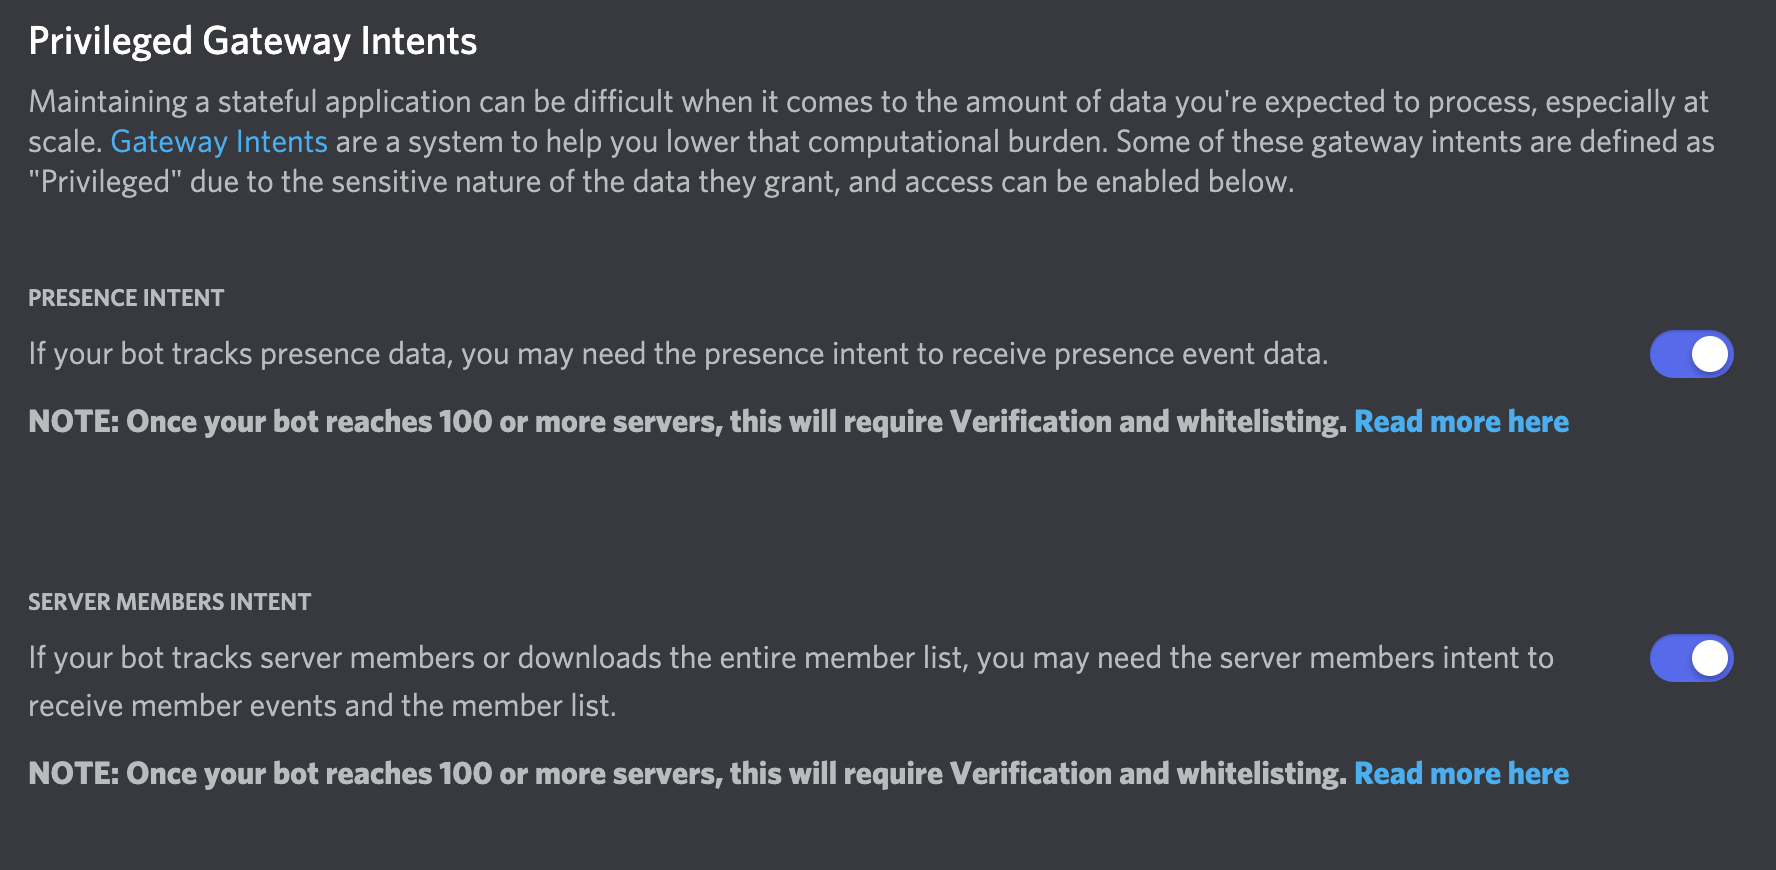 Privileged Gateway Intents
Maintaining a stateful application can be difficult when it comes to the amount of data you're expected to process, especially at
scale. Gateway Intents are a system to help you lower that computational burden. Some of these gateway intents are defined as
"Privileged" due to the sensitive nature of the data they grant, and access can be enabled below.
PRESENCE INTENT
If your bot tracks presence data, you may need the presence intent to receive presence event data.
NOTE: Once your bot reaches 100 or more servers, this will require Verification and whitelisting. Read more here
SERVER MEMBERS INTENT
If your bot tracks server members or downloads the entire member list, you may need the server members intent to
receive member events and the member list.
NOTE: Once your bot reaches 100 or more servers, this will require Verification and whitelisting. Read more here